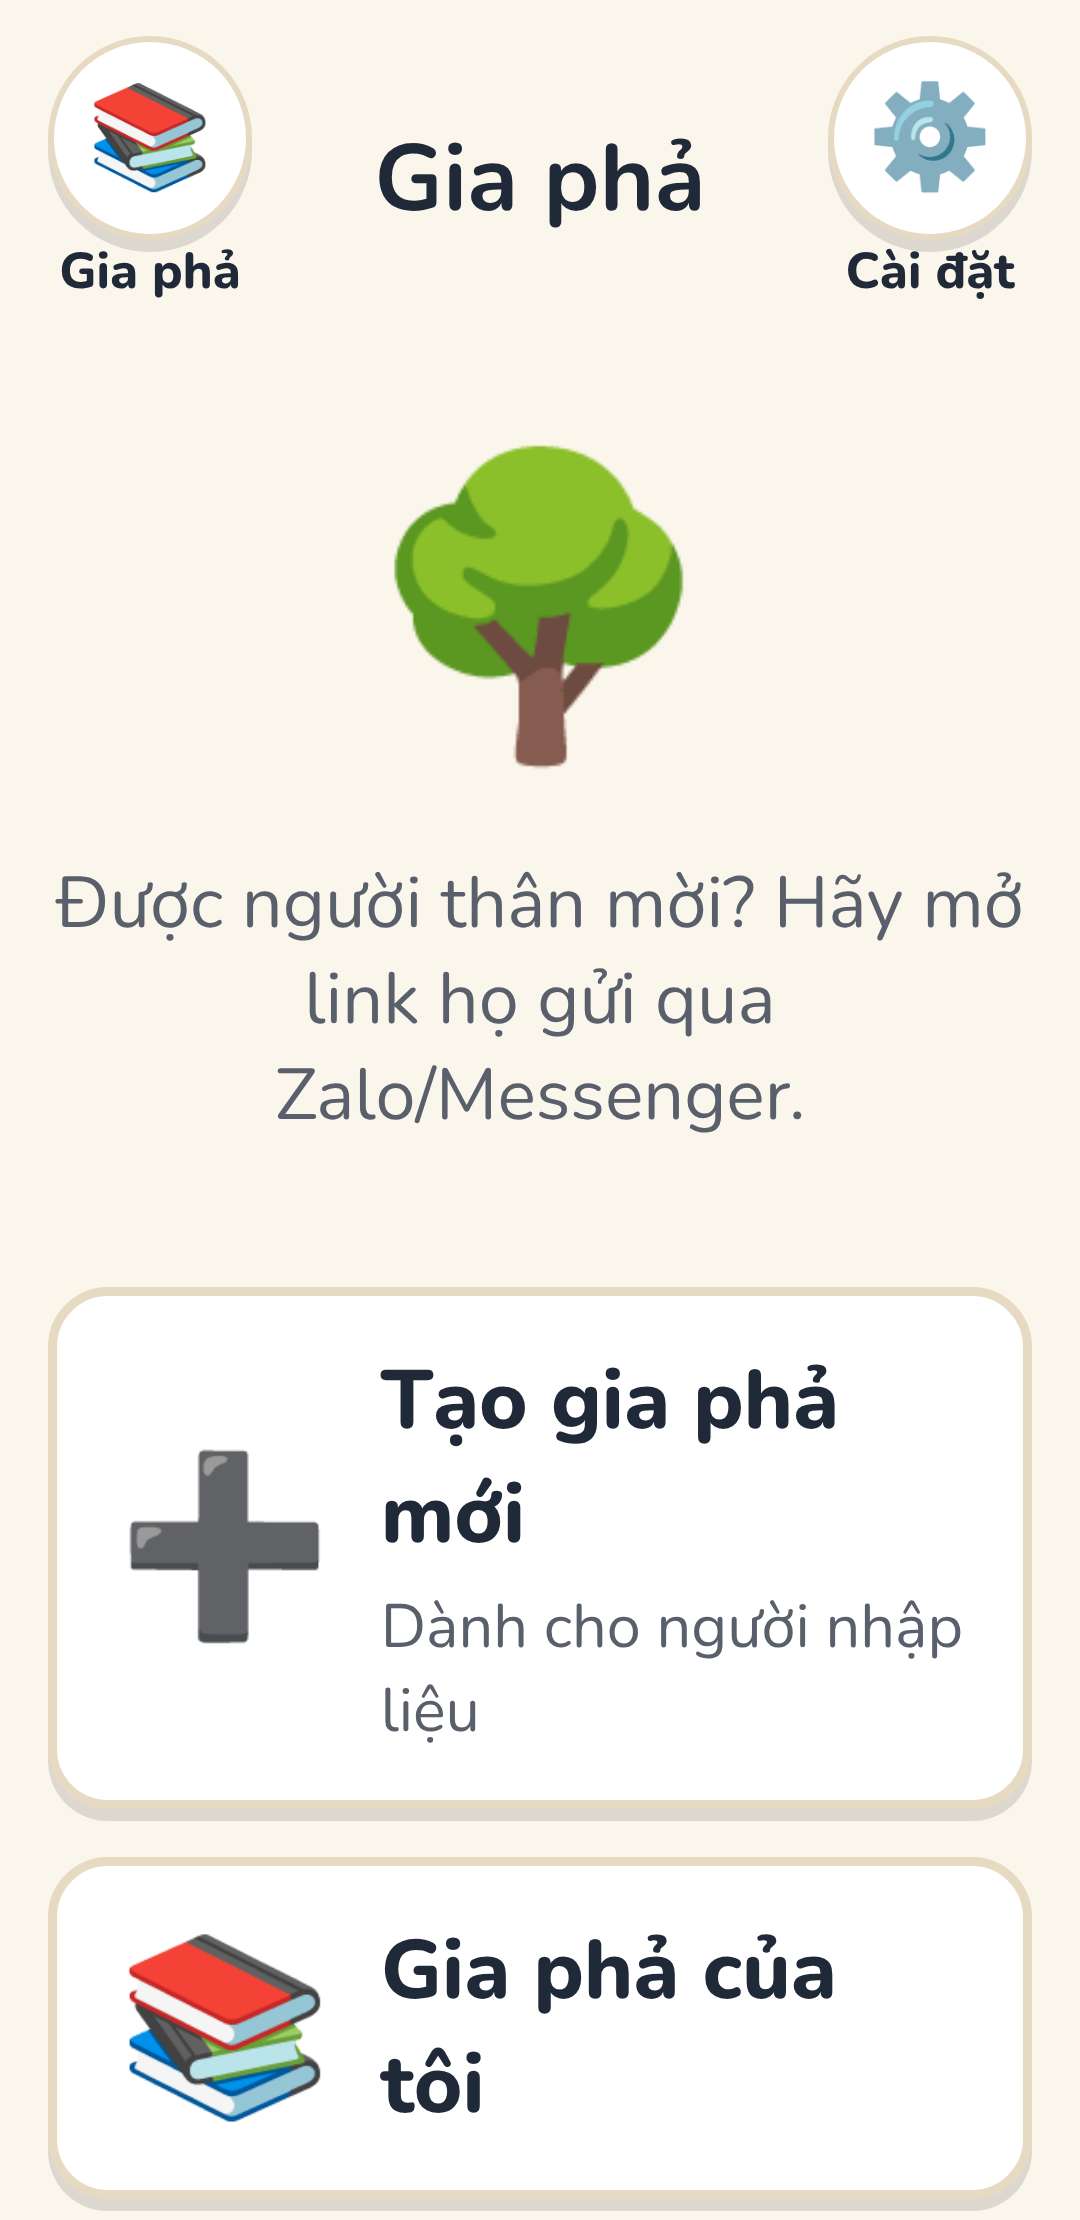 Gia phả
Gia phả
Cài đặt
Được người thân mời? Hãy mở
link họ gửi qua
Zalo/Messenger.
Tạo gia phả
mới
Dành cho người nhập
liệu
Gia phả của
tôi